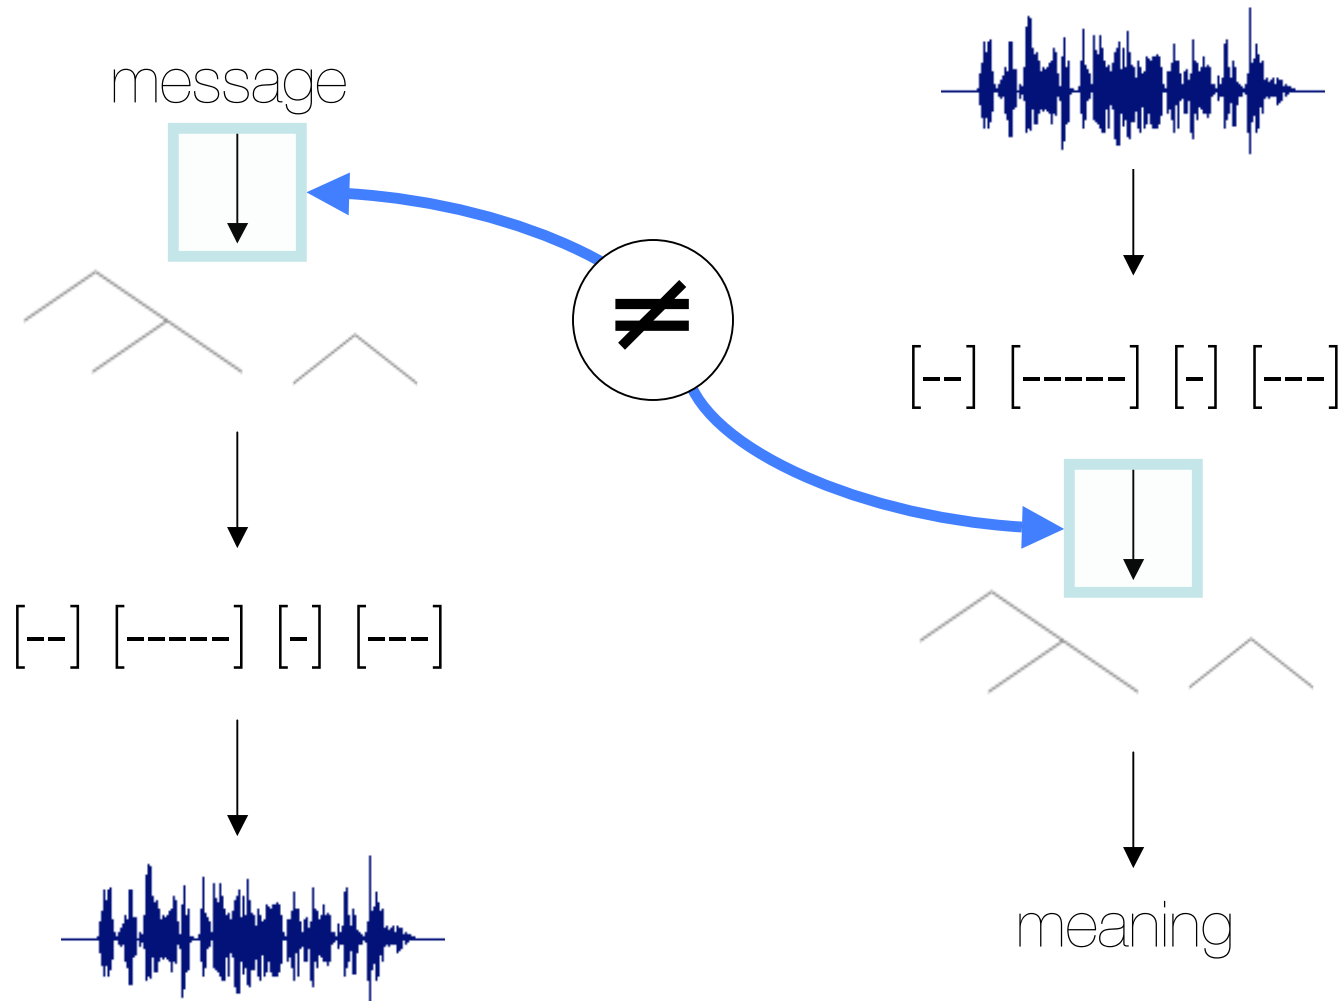 message
≠
[--] [-----] [-] [---]
[--] [-----] [-] [---]
meaning